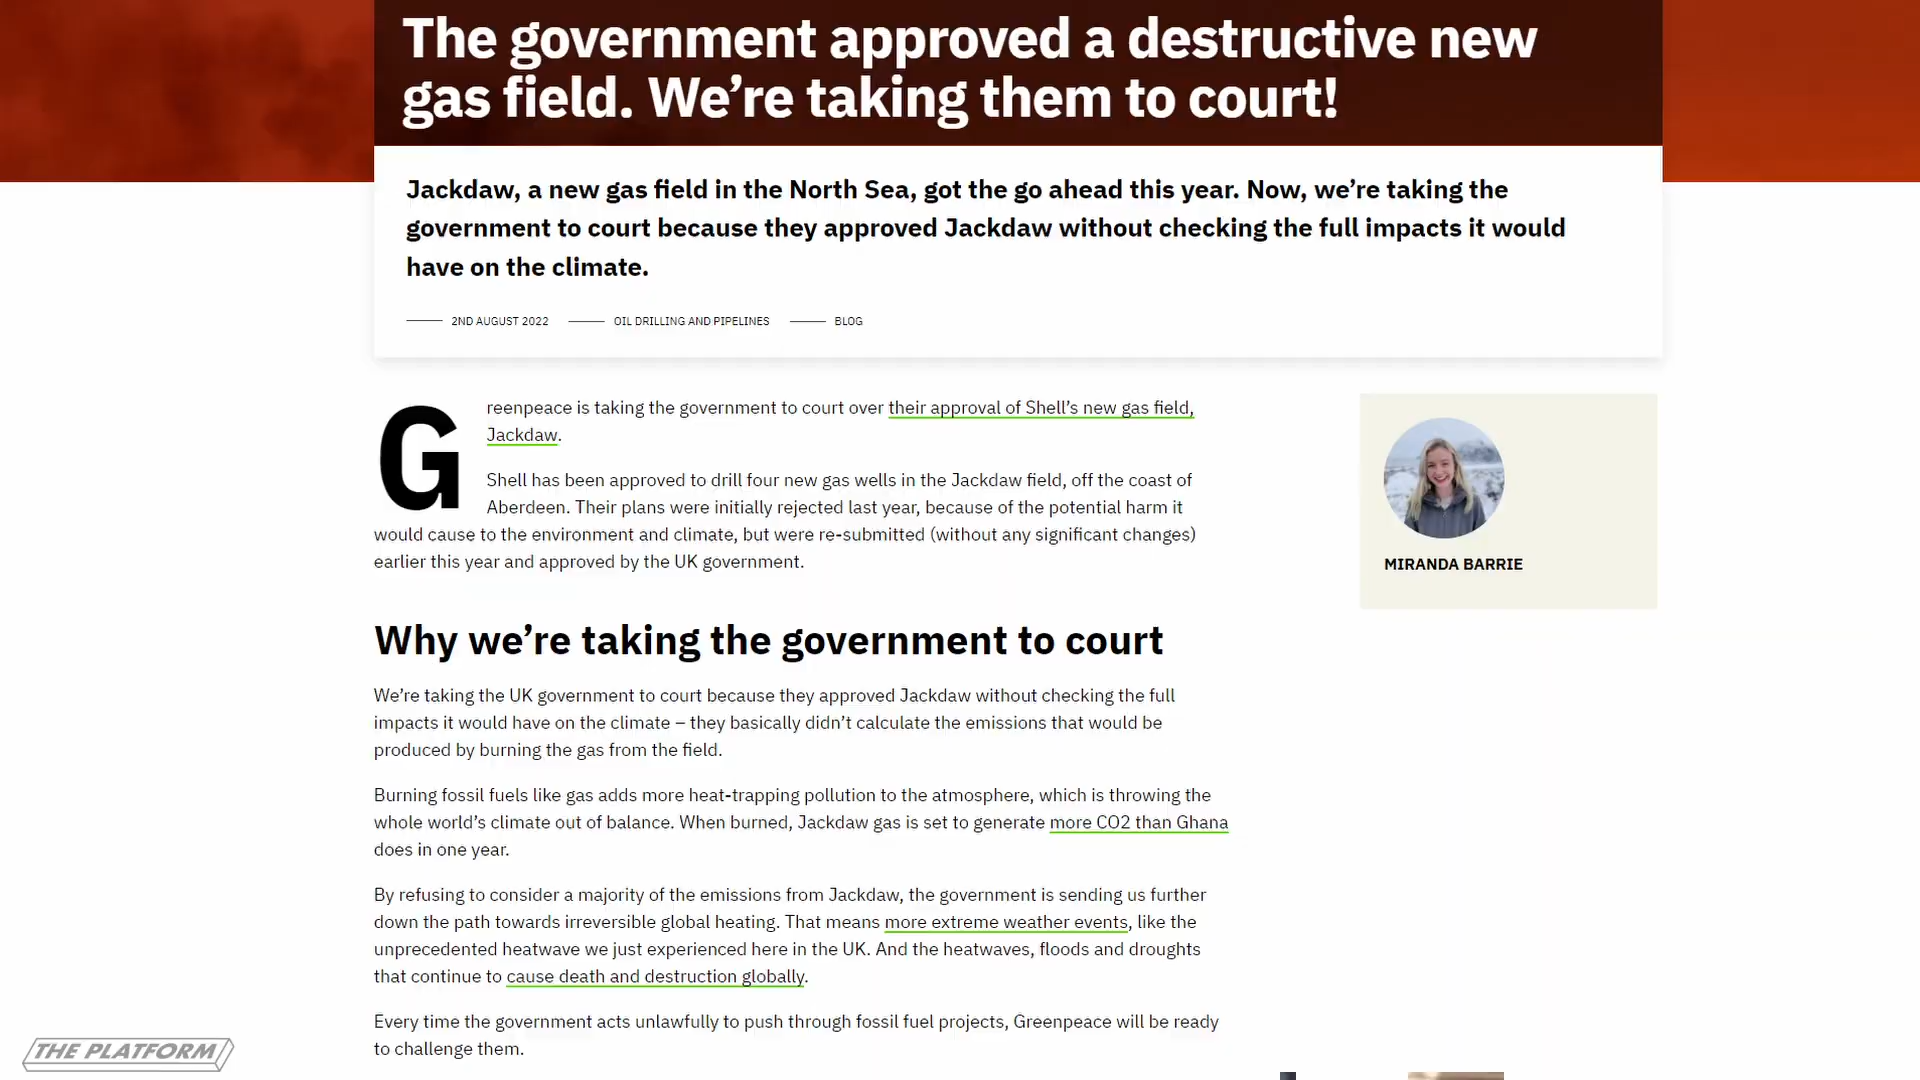 The government approved a destructive new
gas field. We’re taking them to court!
Jackdaw, a new gas field in the North Sea, got the go ahead this year. Now, we’re taking the
government to court because they approved Jackdaw without checking the full impacts it would
have on the climate.
2ND AUGUST 2022 OIL DRILLING AND PIPELINES BLOG
Greenpeace is taking the government to court over their approval of Shell’s new gas field,
Jackdaw.
Shell has been approved to drill four new gas wells in the Jackdaw field, off the coast of
Aberdeen. Their plans were initially rejected last year, because of the potential harm it
would cause to the environment and climate, but were re-submitted (without any significant changes)
earlier this year and approved by the UK government.
MIRANDA BARRIE
Why we’re taking the government to court
We’re taking the UK government to court because they approved Jackdaw without checking the full
impacts it would have on the climate – they basically didn’t calculate the emissions that would be
produced by burning the gas from the field.
Burning fossil fuels like gas adds more heat-trapping pollution to the atmosphere, which is throwing the
whole world’s climate out of balance. When burned, Jackdaw gas is set to generate more CO2 than Ghana
does in one year.
By refusing to consider a majority of the emissions from Jackdaw, the government is sending us further
down the path towards irreversible global heating. That means more extreme weather events, like the
unprecedented heatwave we just experienced here in the UK. And the heatwaves, floods and droughts
that continue to cause death and destruction globally.
Every time the government acts unlawfully to push through fossil fuel projects, Greenpeace will be ready
to challenge them.
THE PLATFORM